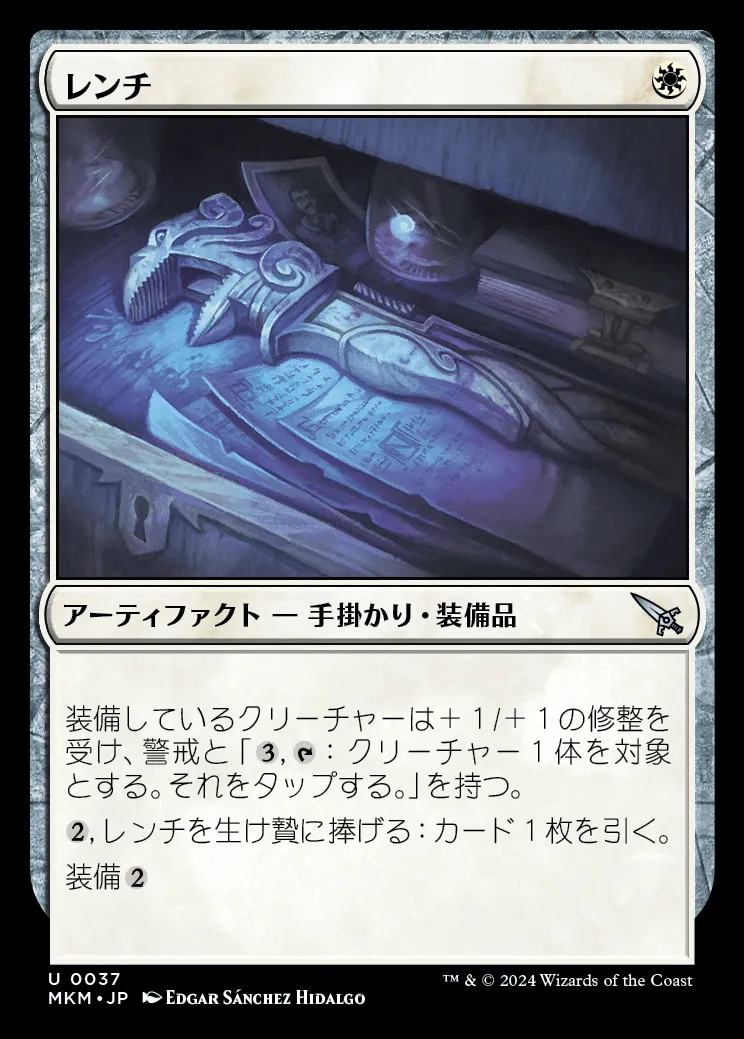 レンチ
アーティファクト — 手掛かり・装備品
装備しているクリーチャーは＋１/＋１の修整を
受け、警戒と「3, ：クリーチャー１体を対象
とする。それをタップする。」を持つ。
2, レンチを生け贄に捧げる：カード１枚を引く。
装備2
U 0037
™ & © 2024 Wizards of the Coast
MKM • JP Edgar Sánchez Hidalgo